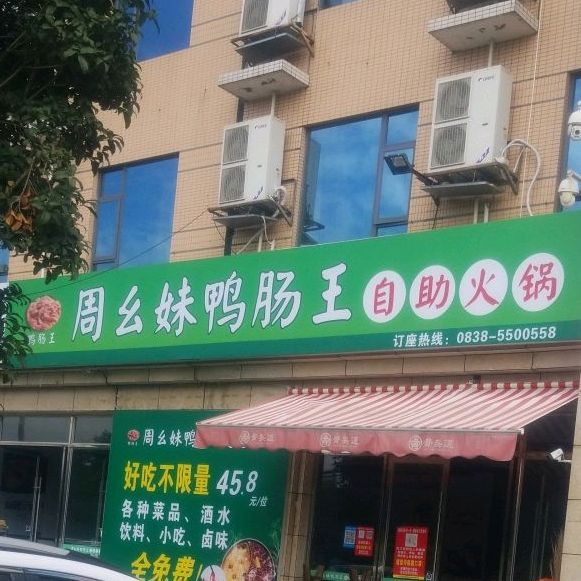 周幺妹鸭肠王自助火锅
鸭肠王
订座热线：0838-5500558
周幺妹鸭
好吃不限量 45.8
元/位
各种菜品、酒水
饮料、小吃、卤味
全免费！